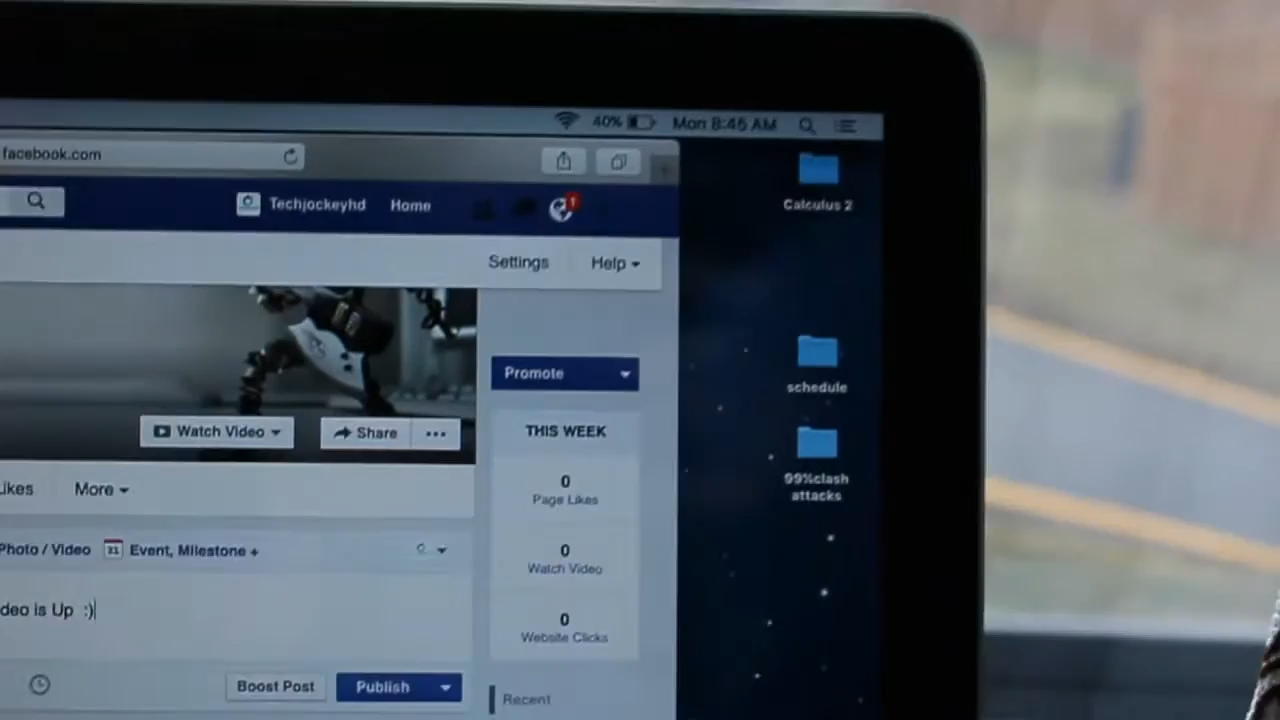 40% Mon 8:45 AM
facebook.com
Techjockeyhd Home 1
Settings Help
Calculus 2
Promote
schedule
Watch Video Share
THIS WEEK
0
Page Likes
99%clash
attacks
More
0
Watch Video
Photo / Video 31 Event, Milestone +
deo is Up :)
0
Website Clicks
Boost Post Publish
Recent